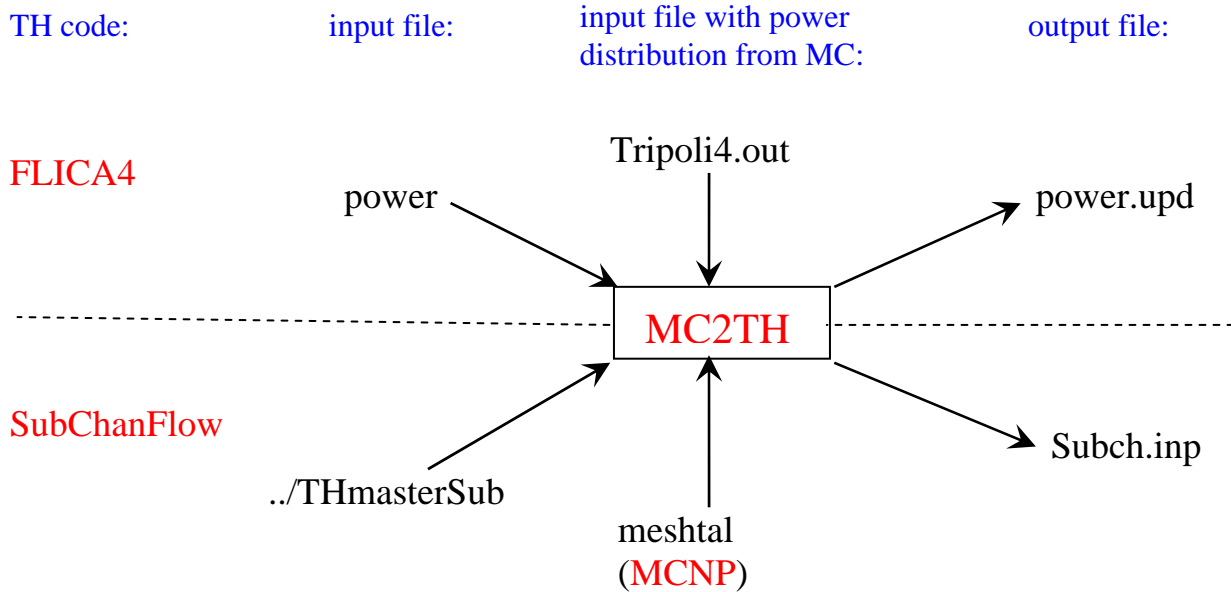 TH code:
input file:
input file with power
distribution from MC:
output file:
FLICA4
Tripoli4.out
power
power.upd
MC2TH
SubChanFlow
Subch.inp
../THmasterSub
meshtal
(MCNP)